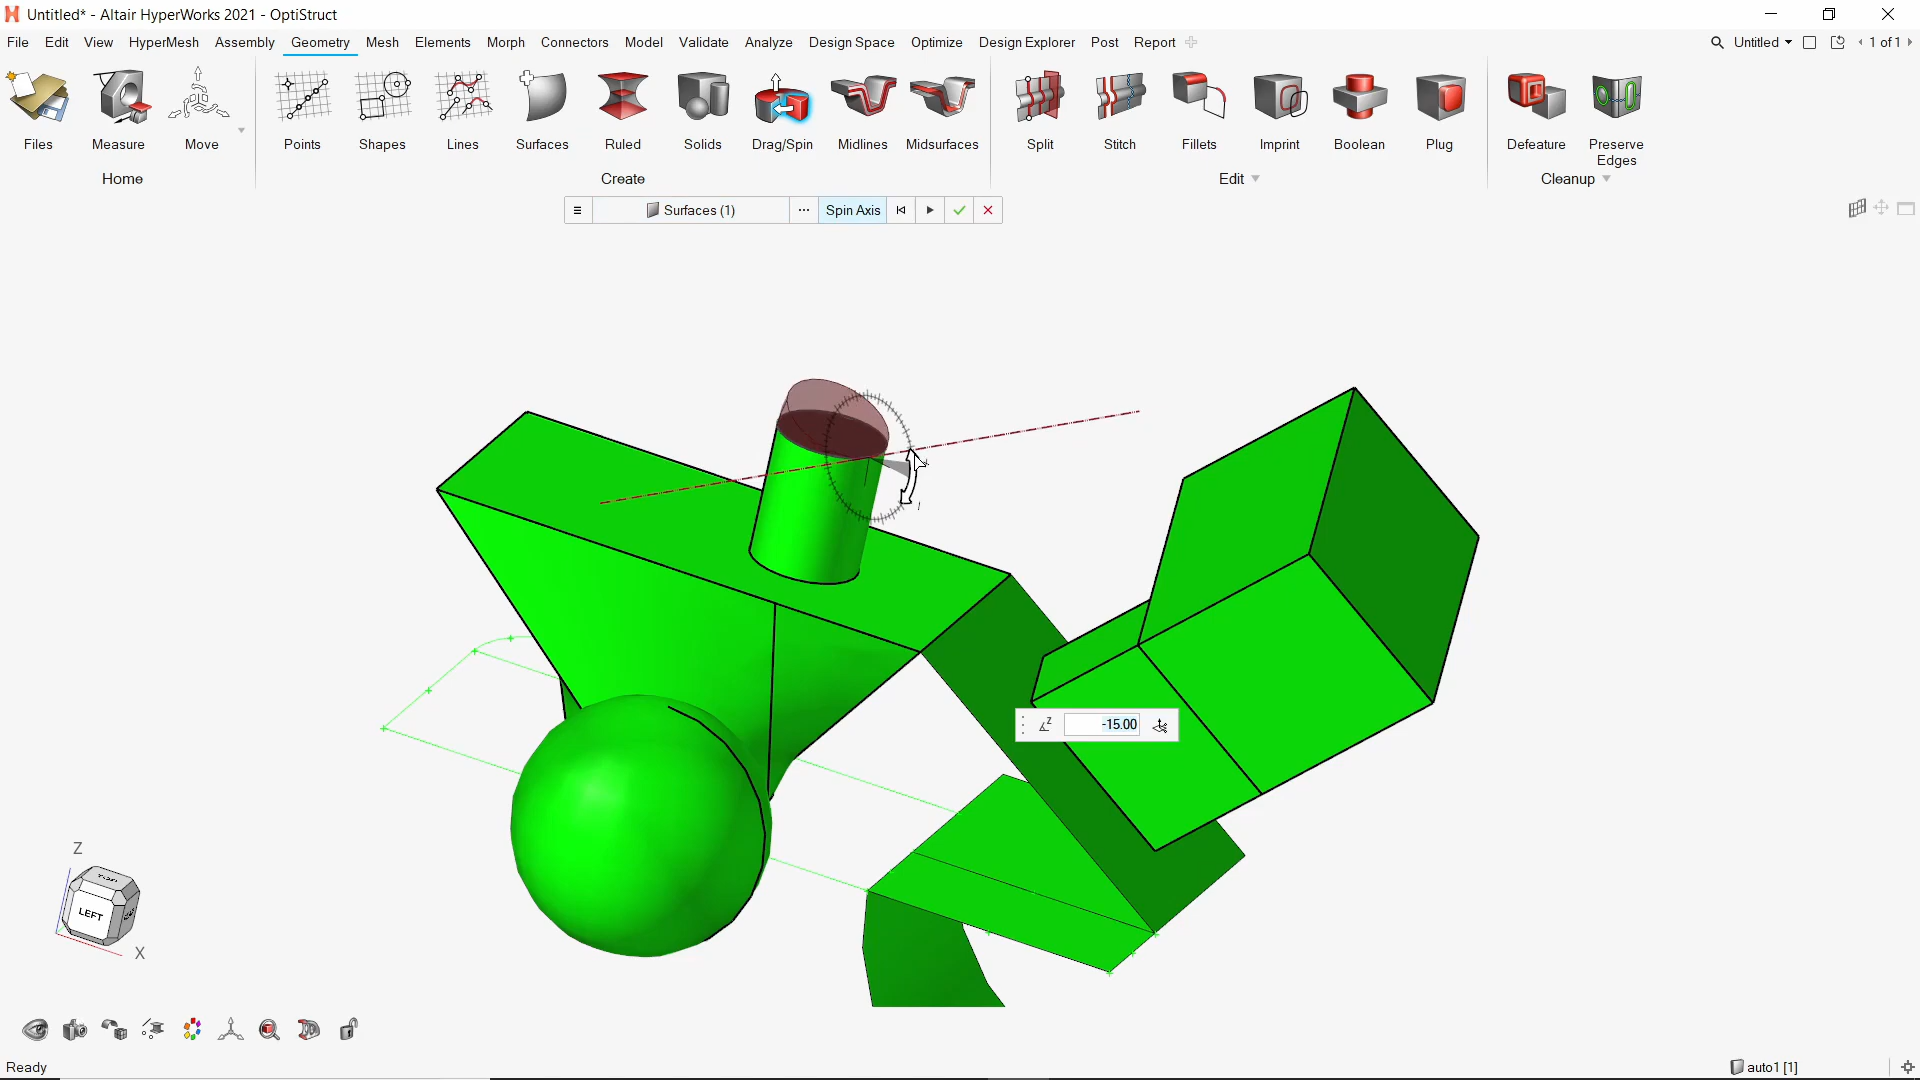 Untitled* - Altair HyperWorks 2021 - OptiStruct
File Edit View HyperMesh Assembly Geometry Mesh Elements Morph Connectors Model Validate Analyze Design Space Optimize Design Explorer Post Report Untitled 1 of 1
Files Measure Move Points Shapes Lines Surfaces Ruled Solids Drag/Spin Midlines Midsurfaces Split Stitch Fillets Imprint Boolean Plug Defeature Preserve Edges
Home Create Edit Cleanup
Surfaces (1) ... Spin Axis
z -15.00
Z
LEFT
X
Ready auto1 [1]